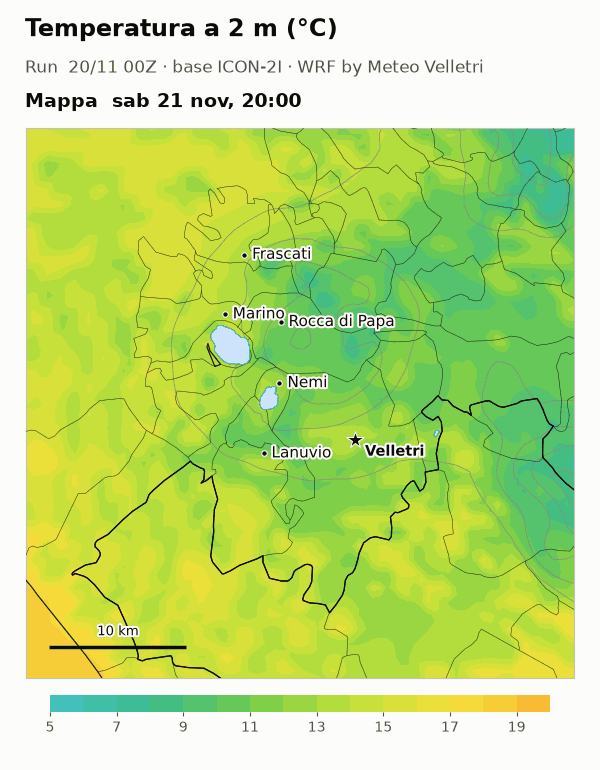 Temperatura a 2 m (°C)
Run  20/11 00Z · base ICON-2I · WRF by Meteo Velletri
Mappa  sab 21 nov, 20:00
Frascati
Marino
Rocca di Papa
Nemi
Velletri
Lanuvio
10 km
5 7 9 11 13 15 17 19